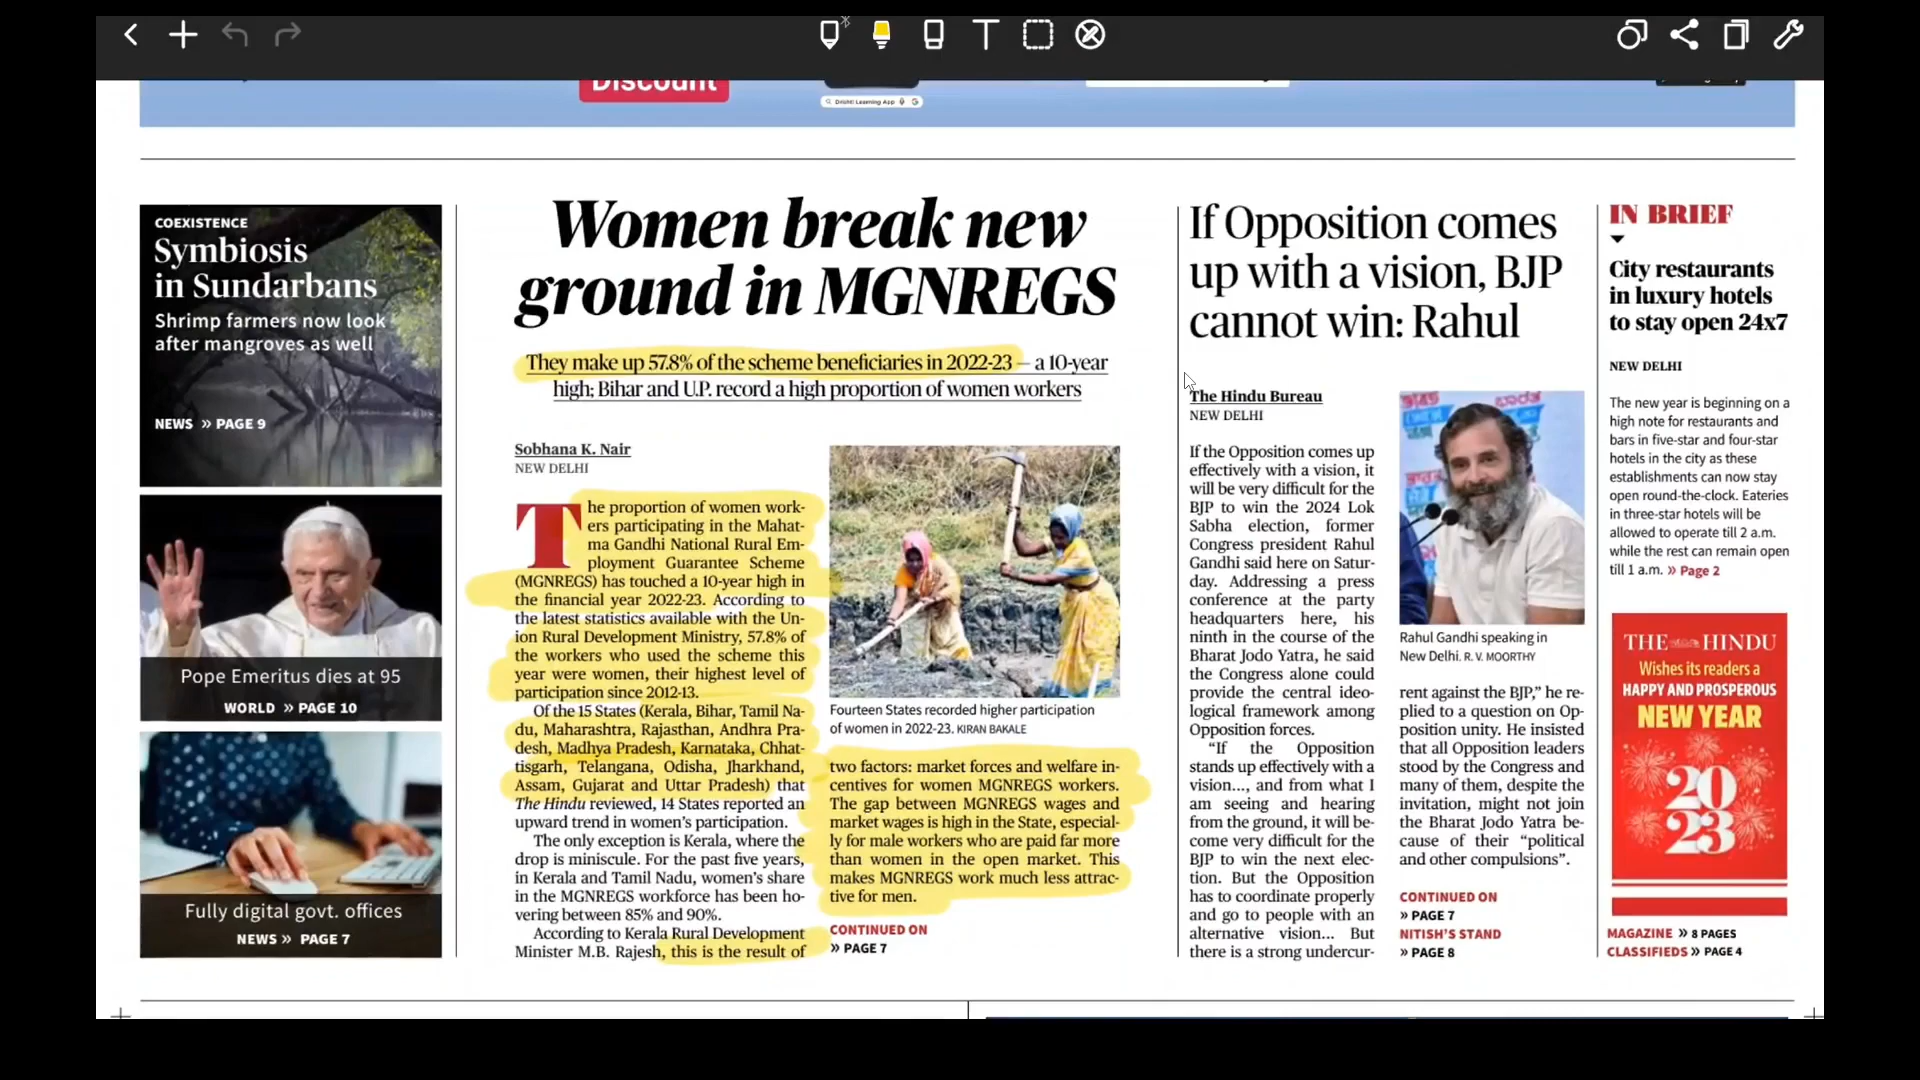 Discount
Drishti Learning App
COEXISTENCE
Symbiosis
in Sundarbans
Shrimp farmers now look
after mangroves as well
NEWS » PAGE 9
Pope Emeritus dies at 95
WORLD » PAGE 10
Fully digital govt. offices
NEWS » PAGE 7
Women break new
ground in MGNREGS
They make up 57.8% of the scheme beneficiaries in 2022-23 — a 10-year
high; Bihar and U.P. record a high proportion of women workers
Sobhana K. Nair
NEW DELHI
The proportion of women work-
ers participating in the Mahat-
ma Gandhi National Rural Em-
ployment Guarantee Scheme
(MGNREGS) has touched a 10-year high in
the financial year 2022-23. According to
the latest statistics available with the Un-
ion Rural Development Ministry, 57.8% of
the workers who used the scheme this
year were women, their highest level of
participation since 2012-13.
Of the 15 States (Kerala, Bihar, Tamil Na-
du, Maharashtra, Rajasthan, Andhra Pra-
desh, Madhya Pradesh, Karnataka, Chhat-
tisgarh, Telangana, Odisha, Jharkhand,
Assam, Gujarat and Uttar Pradesh) that
The Hindu reviewed, 14 States reported an
upward trend in women's participation.
The only exception is Kerala, where the
drop is miniscule. For the past five years,
in Kerala and Tamil Nadu, women's share
in the MGNREGS workforce has been ho-
vering between 85% and 90%.
According to Kerala Rural Development
Minister M.B. Rajesh, this is the result of
Fourteen States recorded higher participation
of women in 2022-23. KIRAN BAKALE
two factors: market forces and welfare in-
centives for women MGNREGS workers.
The gap between MGNREGS wages and
market wages is high in the State, especial-
ly for male workers who are paid far more
than women in the open market. This
makes MGNREGS work much less attrac-
tive for men.
CONTINUED ON
» PAGE 7
If Opposition comes
up with a vision, BJP
cannot win: Rahul
The Hindu Bureau
NEW DELHI
If the Opposition comes up
effectively with a vision, it
will be very difficult for the
BJP to win the 2024 Lok
Sabha election, former
Congress president Rahul
Gandhi said here on Satur-
day. Addressing a press
conference at the party
headquarters here, his
ninth in the course of the
Bharat Jodo Yatra, he said
the Congress alone could
provide the central ideo-
logical framework among
Opposition forces.
“If the Opposition
stands up effectively with a
vision..., and from what I
am seeing and hearing
from the ground, it will be-
come very difficult for the
BJP to win the next elec-
tion. But the Opposition
has to coordinate properly
and go to people with an
alternative vision... But
there is a strong undercur-
Rahul Gandhi speaking in
New Delhi. R. V. MOORTHY
rent against the BJP,” he re-
plied to a question on Op-
position unity. He insisted
that all Opposition leaders
stood by the Congress and
many of them, despite the
invitation, might not join
the Bharat Jodo Yatra be-
cause of their “political
and other compulsions”.
CONTINUED ON
» PAGE 7
NITISH'S STAND
» PAGE 8
IN BRIEF
City restaurants
in luxury hotels
to stay open 24x7
NEW DELHI
The new year is beginning on a
high note for restaurants and
bars in five-star and four-star
hotels in the city as these
establishments can now stay
open round-the-clock. Eateries
in three-star hotels will be
allowed to operate till 2 a.m.
while the rest can remain open
till 1 a.m. » Page 2
THE HINDU
Wishes its readers a
HAPPY AND PROSPEROUS
NEW YEAR
20
23
MAGAZINE » 8 PAGES
CLASSIFIEDS » PAGE 4